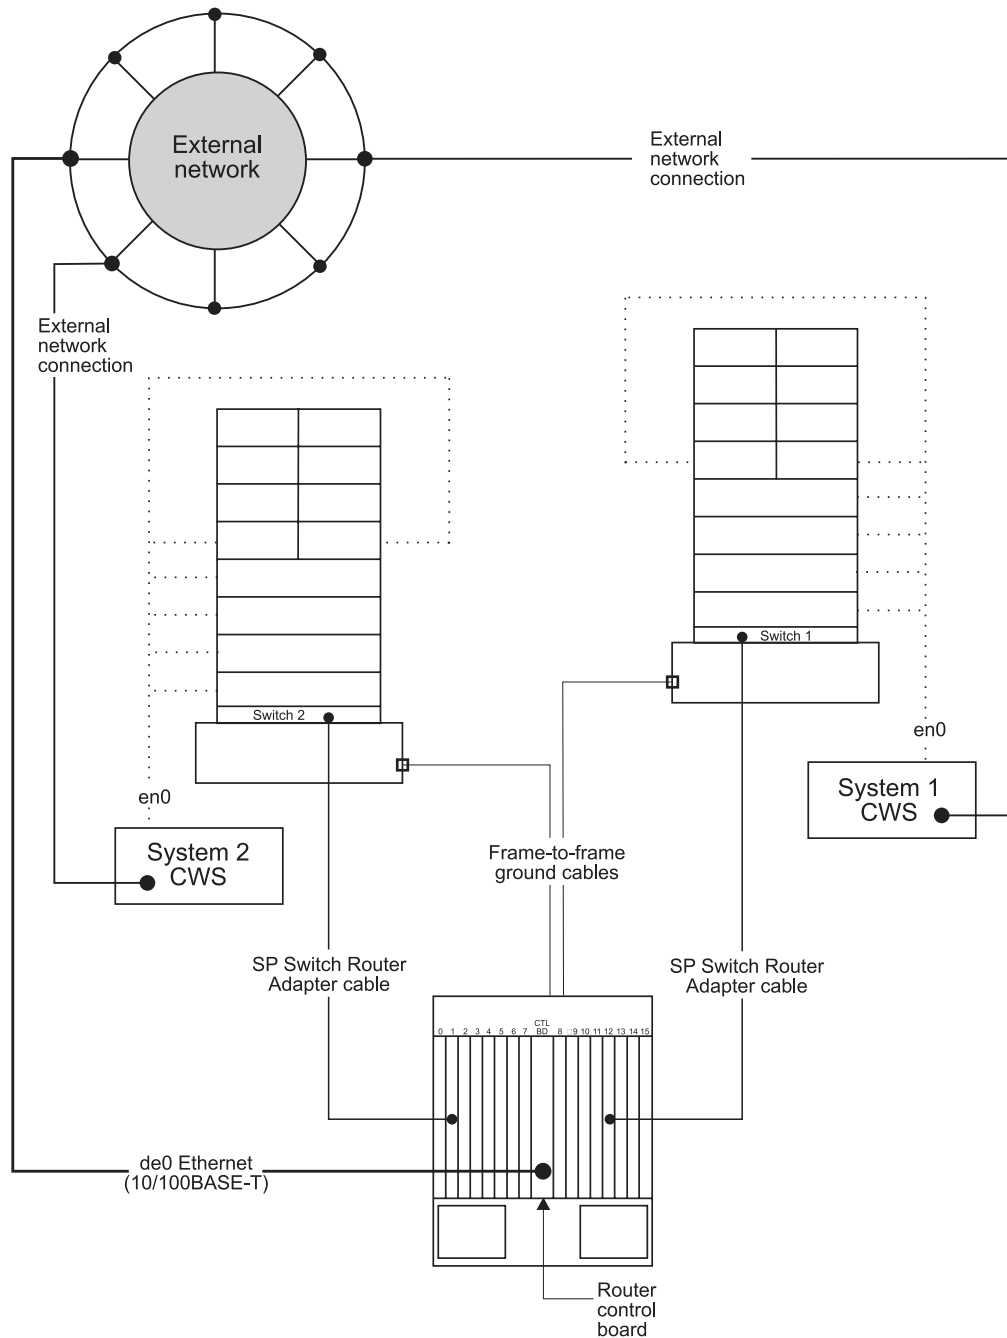 External
network
External
network
connection
External
network
connection
Switch 1
Switch 2
en0
en0
System 1
CWS
System 2
CWS
Frame-to-frame
ground cables
SP Switch Router
Adapter cable
SP Switch Router
Adapter cable
CTL
0 1 2 3 4 5 6 7 BD 8 9 10 11 12 13 14 15
de0 Ethernet
(10/100BASE-T)
Router
control
board